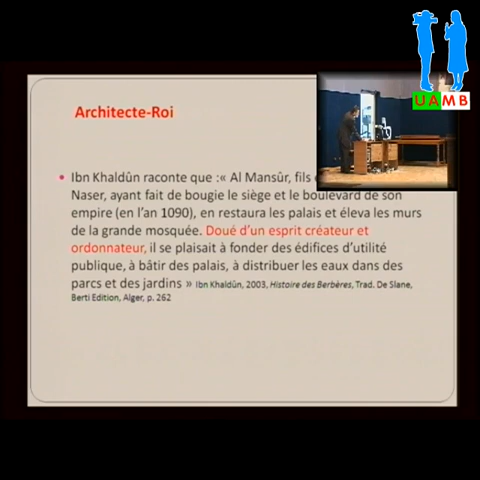 UAMB
Architecte-Roi
• Ibn Khaldûn raconte que :« Al Mansûr, fils
Naser, ayant fait de bougie le siège et le boulevard de son
empire (en l'an 1090), en restaura les palais et éleva les murs
de la grande mosquée. Doué d'un esprit créateur et
ordonnateur, il se plaisait à fonder des édifices d'utilité
publique, à bâtir des palais, à distribuer les eaux dans des
parcs et des jardins » Ibn Khaldûn, 2003, Histoire des Berbères, Trad. De Slane,
Berti Edition, Alger, p. 262